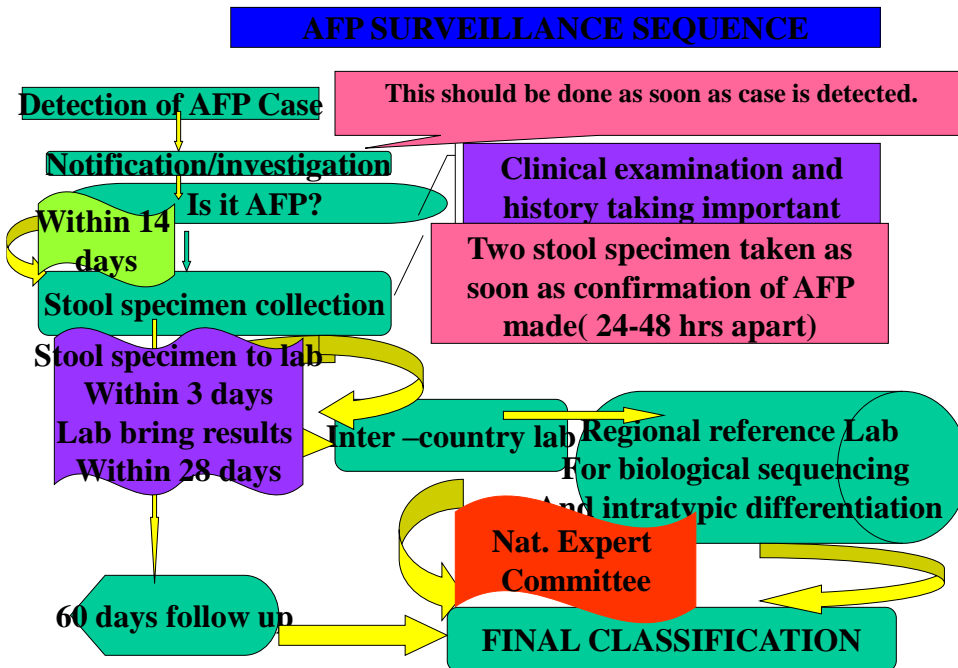 AFP SURVEILLANCE SEQUENCE
Detection of AFP Case
This should be done as soon as case is detected.
Notification/investigation
Is it AFP?
Clinical examination and
history taking important
Within 14
days
Two stool specimen taken as
soon as confirmation of AFP
made( 24-48 hrs apart)
Stool specimen collection
Stool specimen to lab
Within 3 days
Lab bring results
Within 28 days
Inter –country lab
Regional reference Lab
For biological sequencing
And intratypic differentiation
Nat. Expert
Committee
60 days follow up
FINAL CLASSIFICATION